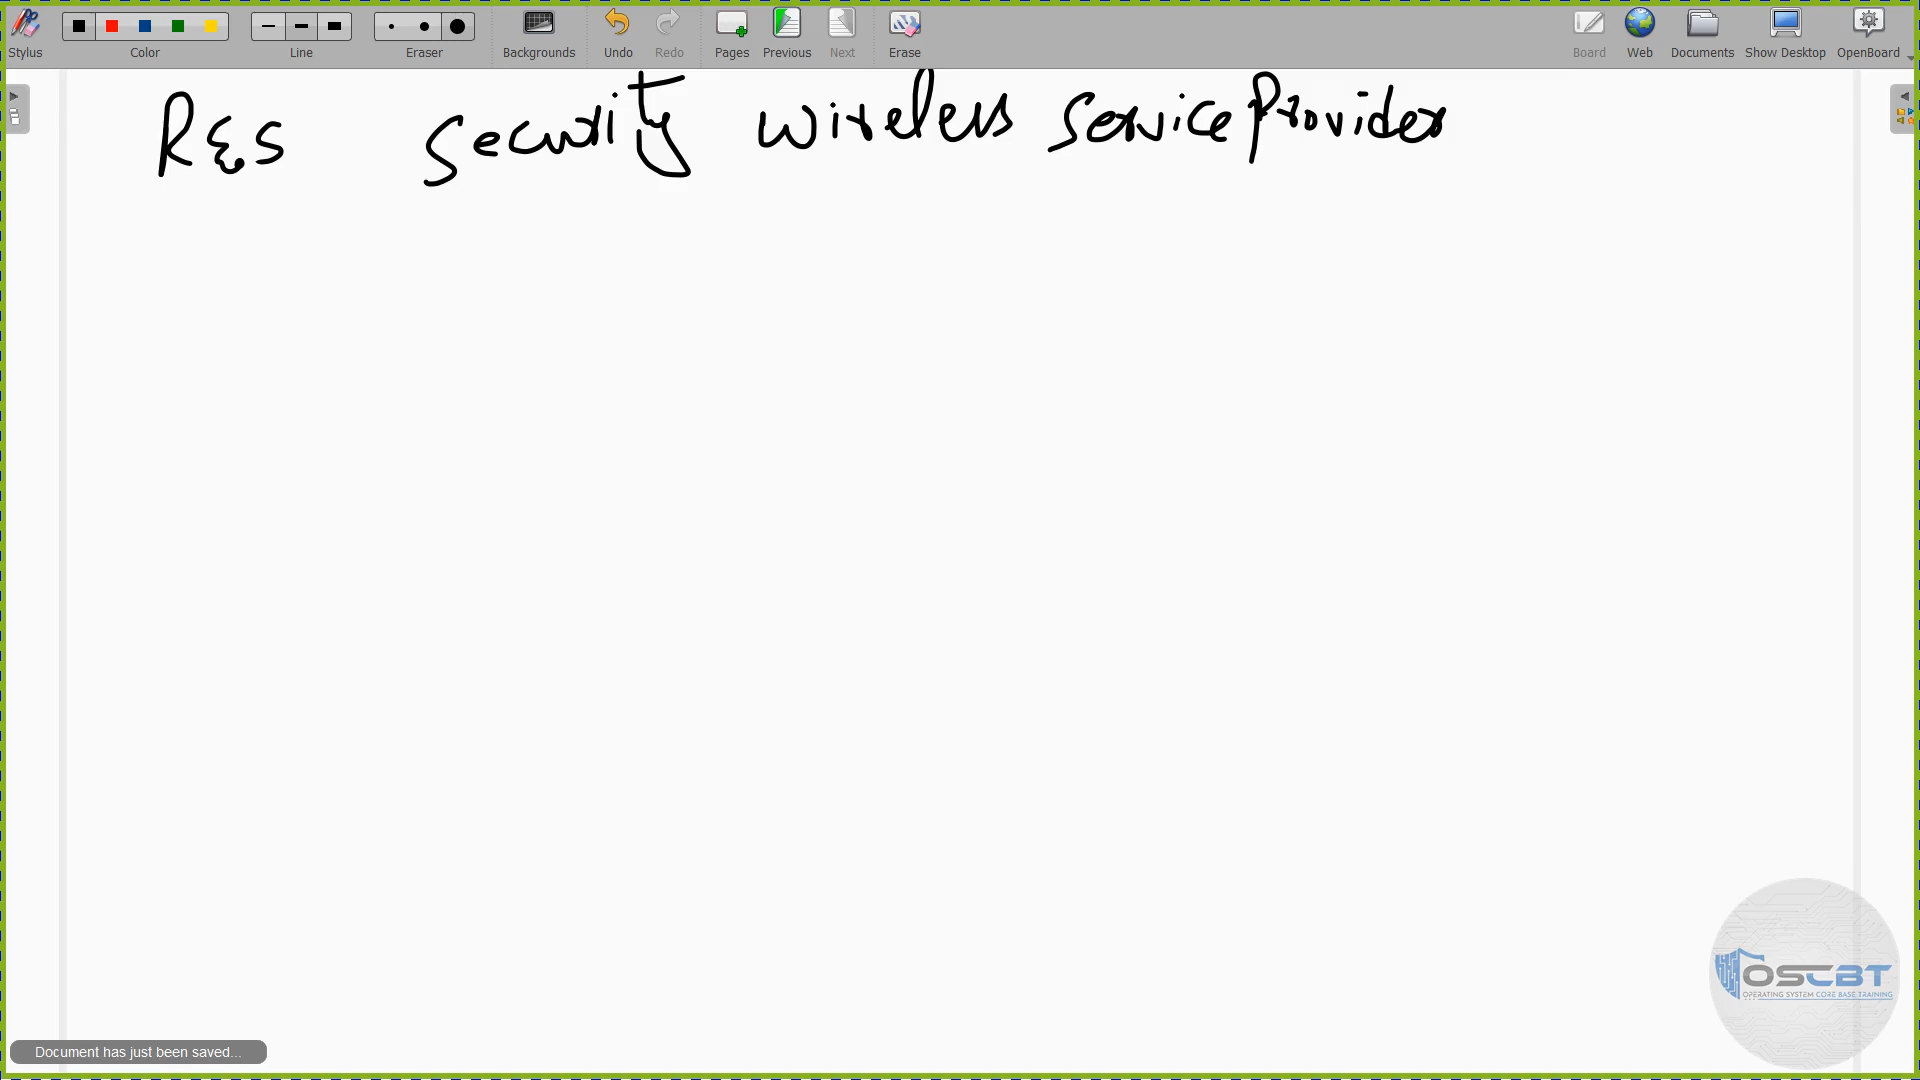 Stylus Color Line Eraser Backgrounds Undo Redo Pages Previous Next Erase Board Web Documents Show Desktop OpenBoard
R&S Security wireless Service Provider
OSCBT
OPERATING SYSTEM CORE BASE TRAINING
Document has just been saved...